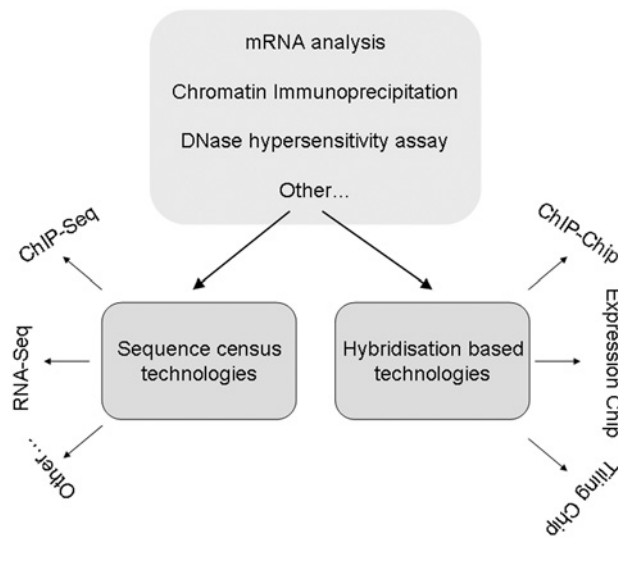 mRNA analysis
Chromatin Immunoprecipitation
DNase hypersensitivity assay
Other...
ChIP-Seq
RNA-Seq
Other...
Sequence census
technologies
Hybridisation based
technologies
ChIP-Chip
Expression Chip
Tiling Chip